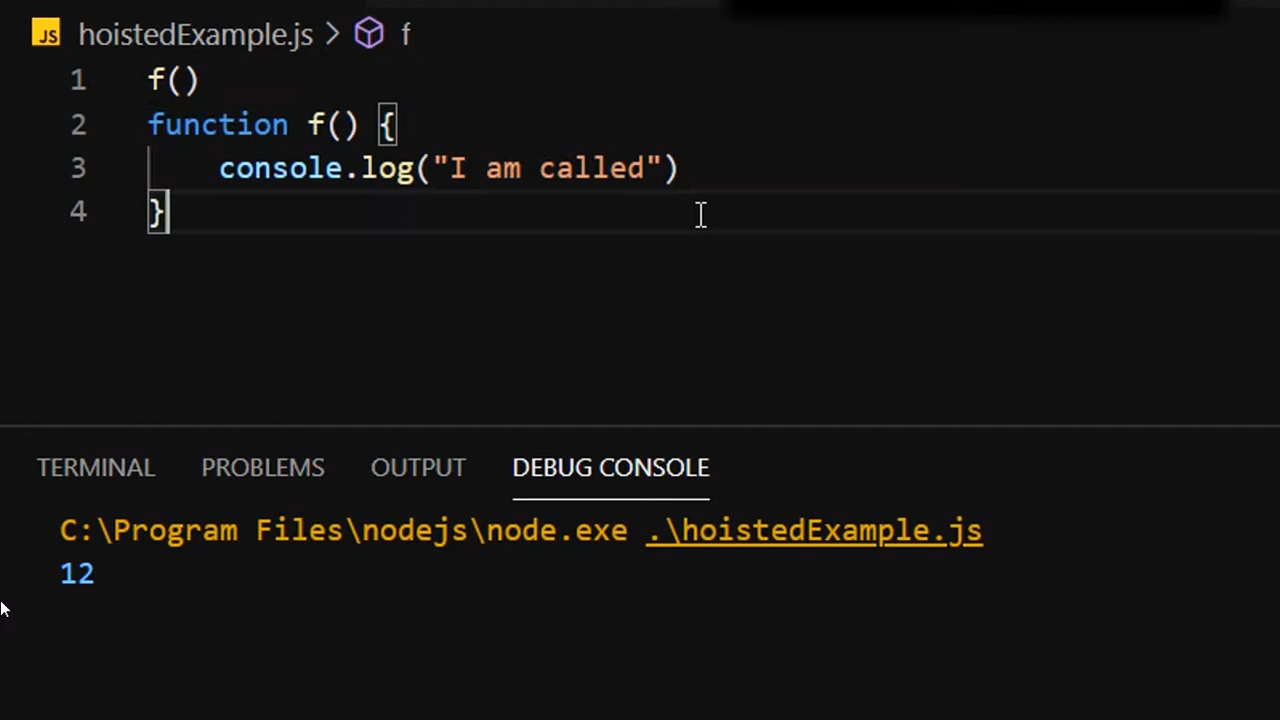 JS hoistedExample.js > f
1 f()
2 function f() {
3 console.log("I am called")
4 }
TERMINAL PROBLEMS OUTPUT DEBUG CONSOLE
C:\Program Files\nodejs\node.exe .\hoistedExample.js
12